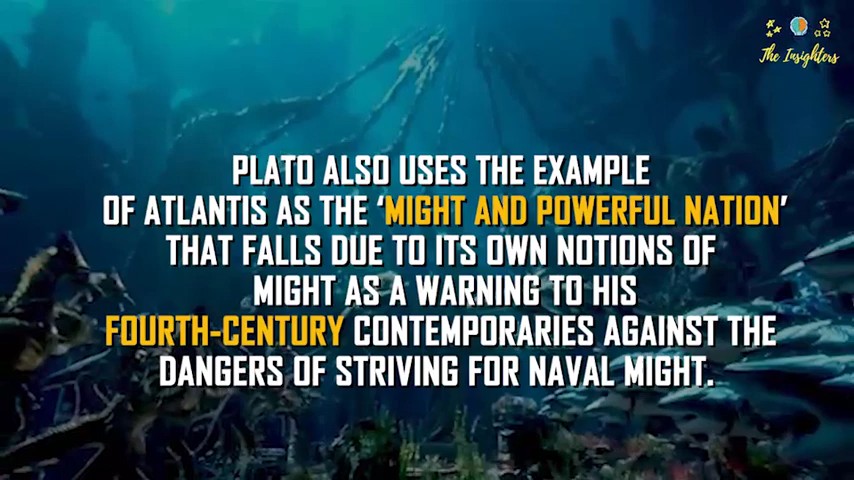 The Insighters
PLATO ALSO USES THE EXAMPLE
OF ATLANTIS AS THE ‘MIGHT AND POWERFUL NATION’
THAT FALLS DUE TO ITS OWN NOTIONS OF
MIGHT AS A WARNING TO HIS
FOURTH-CENTURY CONTEMPORARIES AGAINST THE
DANGERS OF STRIVING FOR NAVAL MIGHT.